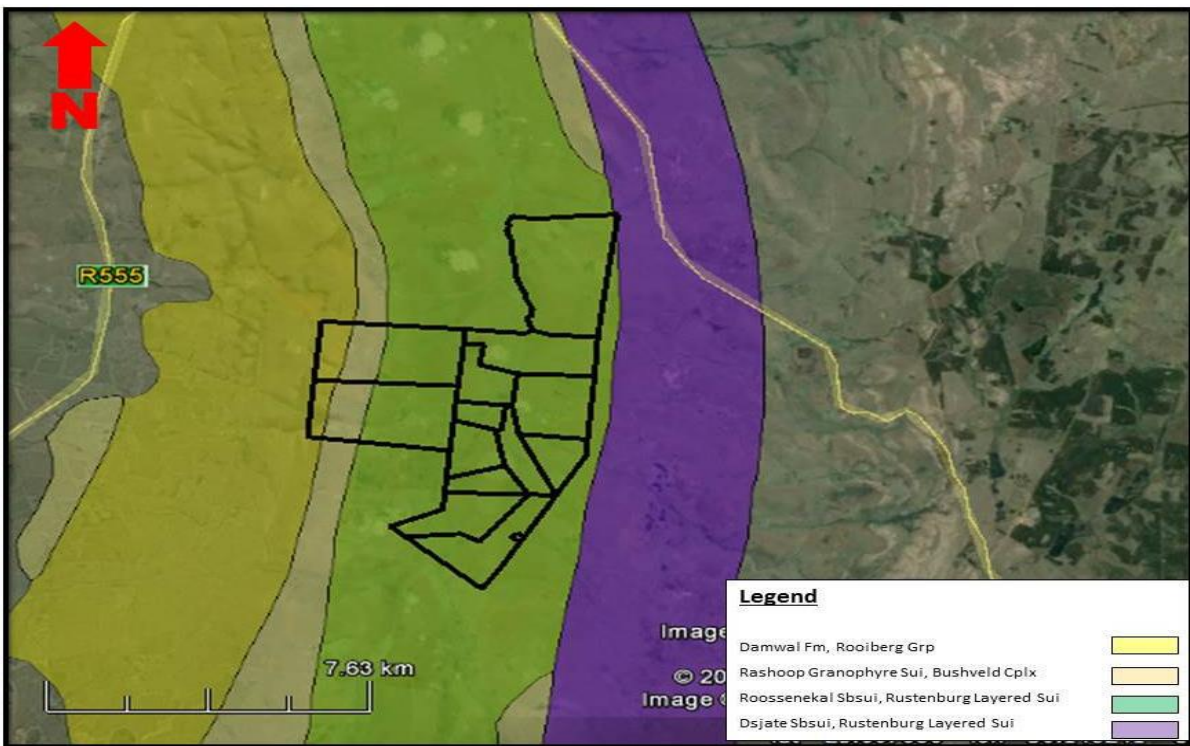 N
R555
7.63 km
Image
© 20
Image
Legend
Damwal Fm, Rooiberg Grp
Rashoop Granophyre Sui, Bushveld Cplx
Roossenekal Sbsui, Rustenburg Layered Sui
Dsjate Sbsui, Rustenburg Layered Sui